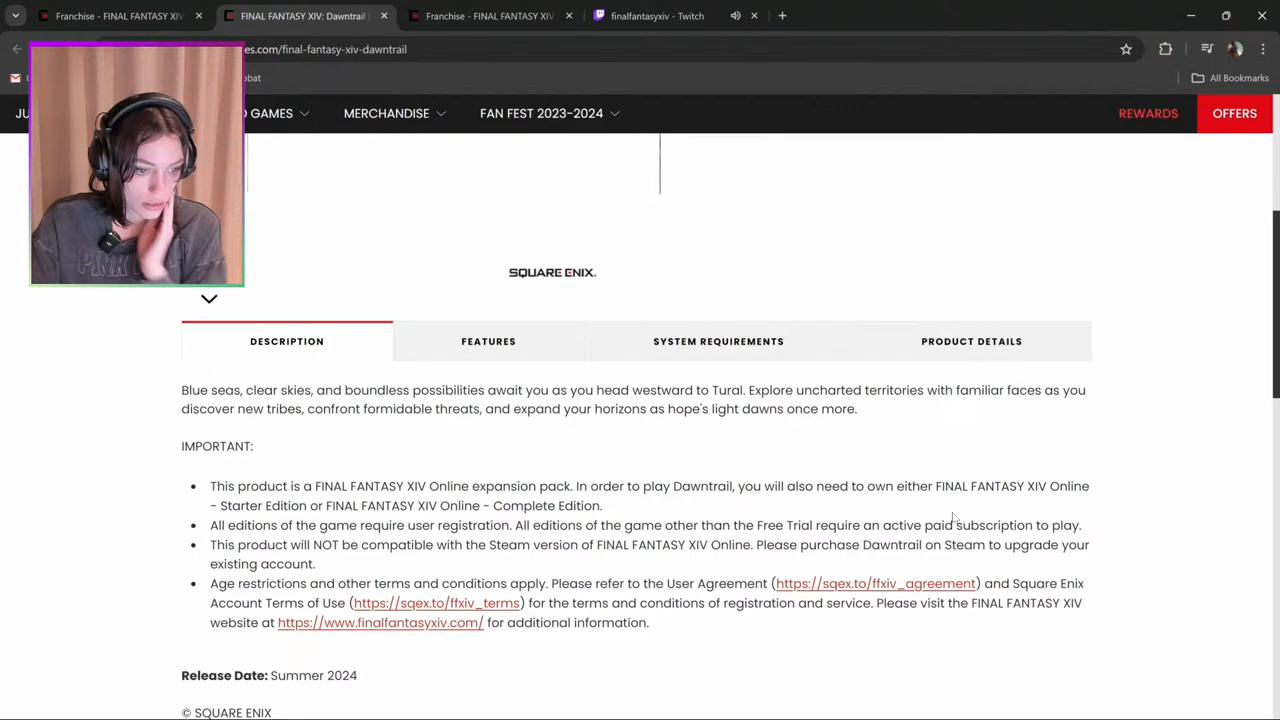 Franchise - FINAL FANTASY XIV
FINAL FANTASY XIV: Dawntrail
Franchise - FINAL FANTASY XIV
finalfantasyxiv - Twitch
es.com/final-fantasy-xiv-dawntrail
All Bookmarks
GAMES
MERCHANDISE
FAN FEST 2023-2024
REWARDS
OFFERS
PINK
SQUARE ENIX.
DESCRIPTION
FEATURES
SYSTEM REQUIREMENTS
PRODUCT DETAILS
Blue seas, clear skies, and boundless possibilities await you as you head westward to Tural. Explore uncharted territories with familiar faces as you
discover new tribes, confront formidable threats, and expand your horizons as hope's light dawns once more.
IMPORTANT:
This product is a FINAL FANTASY XIV Online expansion pack. In order to play Dawntrail, you will also need to own either FINAL FANTASY XIV Online
- Starter Edition or FINAL FANTASY XIV Online - Complete Edition.
All editions of the game require user registration. All editions of the game other than the Free Trial require an active paid subscription to play.
This product will NOT be compatible with the Steam version of FINAL FANTASY XIV Online. Please purchase Dawntrail on Steam to upgrade your
existing account.
Age restrictions and other terms and conditions apply. Please refer to the User Agreement (https://sqex.to/ffxiv_agreement) and Square Enix
Account Terms of Use (https://sqex.to/ffxiv_terms) for the terms and conditions of registration and service. Please visit the FINAL FANTASY XIV
website at https://www.finalfantasyxiv.com/ for additional information.
Release Date: Summer 2024
© SQUARE ENIX